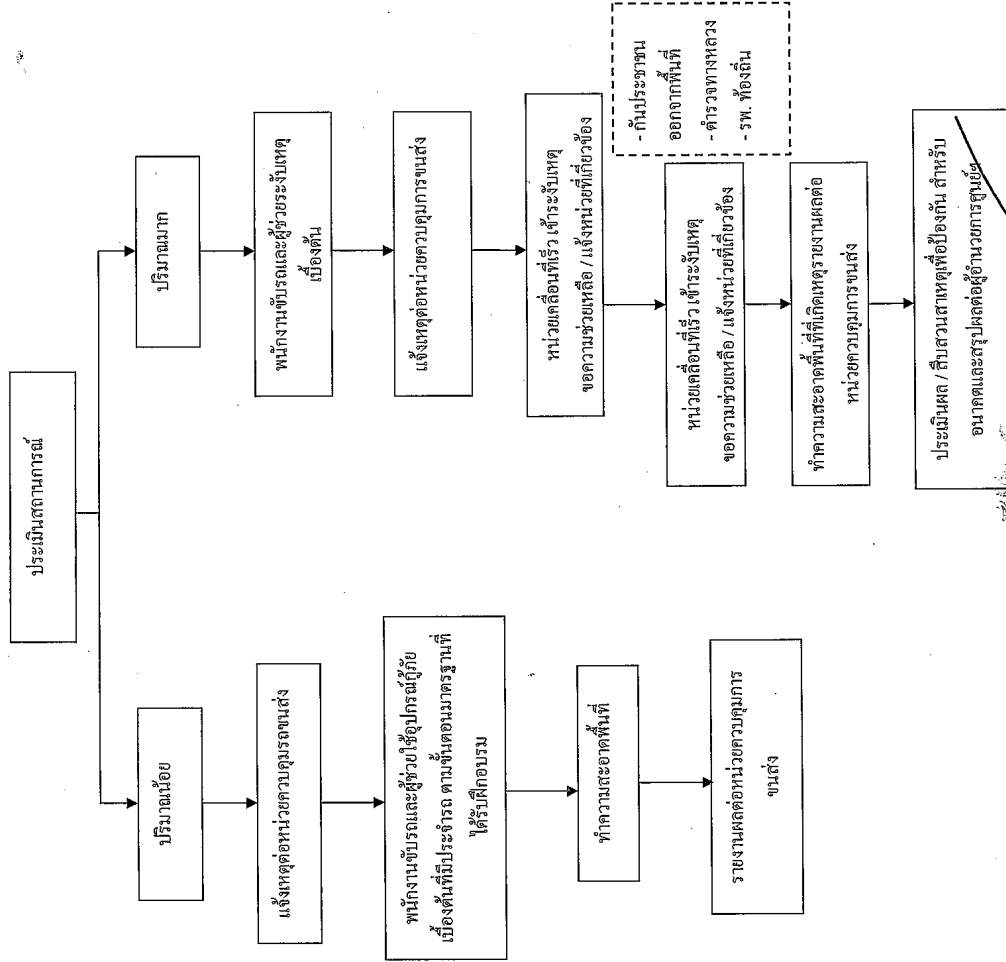 ประเมินสถานการณ์
ปริมาณน้อย
แจ้งเหตุต่อหน่วยควบคุมรถขนส่ง
พนักงานขับรถและผู้ช่วยใช้อุปกรณ์กู้ภัย
เบื้องต้นที่มีประจำรถ ตามขั้นตอนมาตรฐานที่
ได้รับฝึกอบรม
ทำความสะอาดพื้นที่
รายงานผลต่อหน่วยควบคุมการ
ขนส่ง
ปริมาณมาก
พนักงานขับรถและผู้ช่วยระงับเหตุ
เบื้องต้น
แจ้งเหตุต่อหน่วยควบคุมการขนส่ง
หน่วยเคลื่อนที่เร็ว เข้าระงับเหตุ
ขอความช่วยเหลือ / แจ้งหน่วยที่เกี่ยวข้อง
- กันประชาชน
ออกจากพื้นที่
- ตำรวจทางหลวง
- รพ. ท้องถิ่น
หน่วยเคลื่อนที่เร็ว เข้าระงับเหตุ
ขอความช่วยเหลือ / แจ้งหน่วยที่เกี่ยวข้อง
ทำความสะอาดพื้นที่ที่เกิดเหตุรายงานผลต่อ
หน่วยควบคุมการขนส่ง
ประเมินผล / สืบสวนสาเหตุเพื่อป้องกัน สำหรับ
อนาคตและสรุปผลต่อผู้อำนวยการศูนย์ฯ